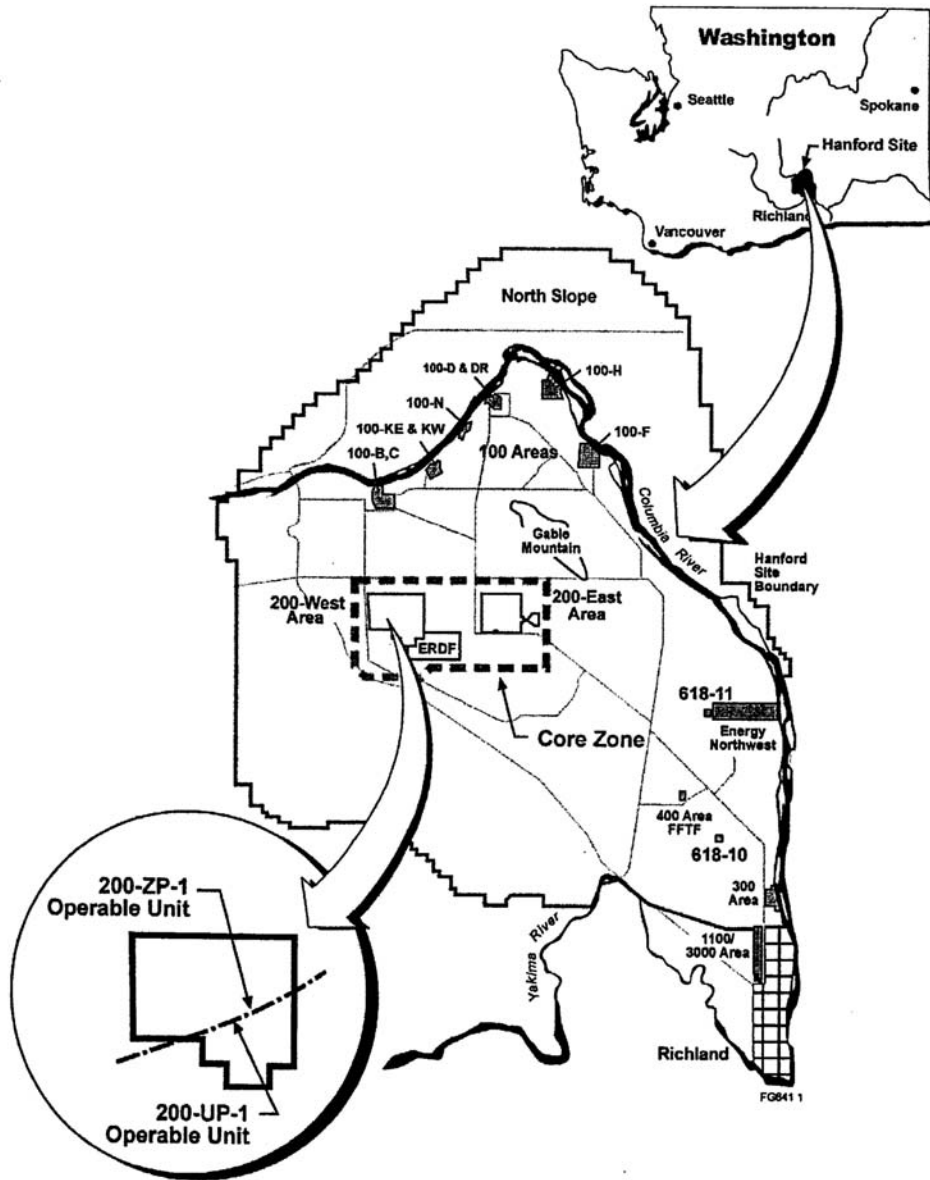 Washington
Seattle
Spokane
Hanford Site
Richland
Vancouver
North Slope
100-D & DR
100-H
100-N
100-KE & KW
100-F
100-B,C
100 Areas
Columbia
River
Gable
Mountain
Hanford
Site
Boundary
200-West
Area
200-East
Area
ERDF
618-11
Energy
Northwest
Core Zone
400 Area
FFTF
618-10
300
Area
200-ZP-1
Operable Unit
1100/
3000 Area
Yakima River
Richland
FG641 1
200-UP-1
Operable Unit